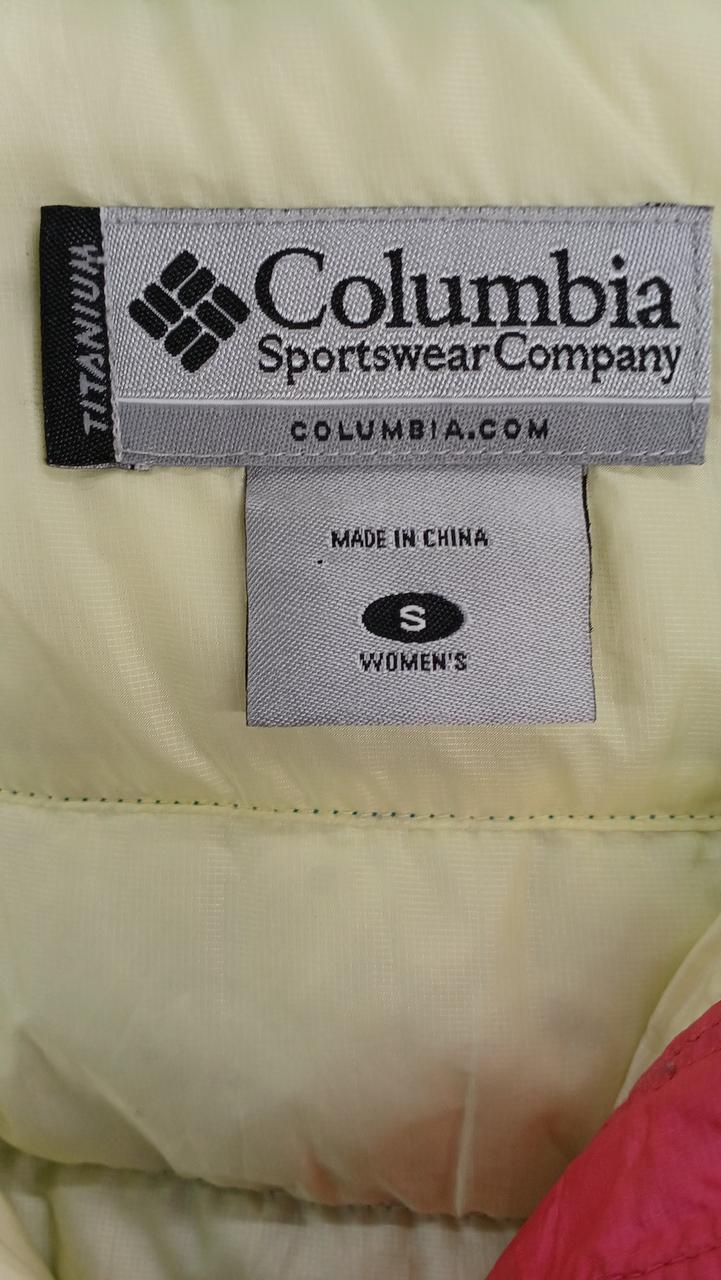 TITANIUM
Columbia
Sportswear Company
COLUMBIA.COM
MADE IN CHINA
S
WOMEN'S